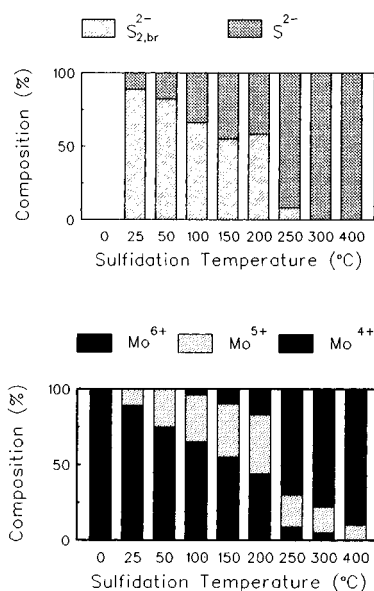 S₂,br²⁻ S²⁻
100
50
0
Composition (%)
0 25 50 100 150 200 250 300 400
Sulfidation Temperature (°C)
Mo⁶⁺ Mo⁵⁺ Mo⁴⁺
100
50
0
Composition (%)
0 25 50 100 150 200 250 300 400
Sulfidation Temperature (°C)